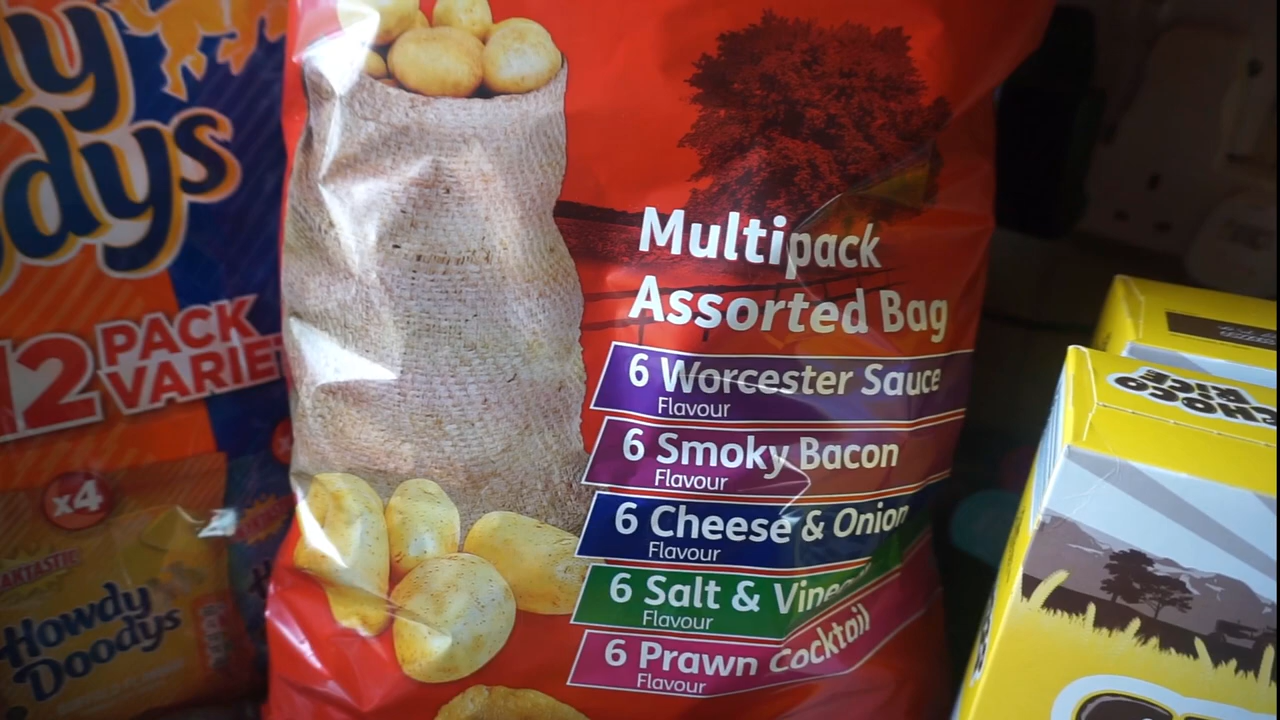 dys
12 PACK
VARIE
x4
Howdy
Doodys
Multipack
Assorted Bag
6 Worcester Sauce
Flavour
6 Smoky Bacon
Flavour
6 Cheese & Onion
Flavour
6 Salt & Vine
Flavour
6 Prawn Cocktail
Flavour
CHOCO
RICE